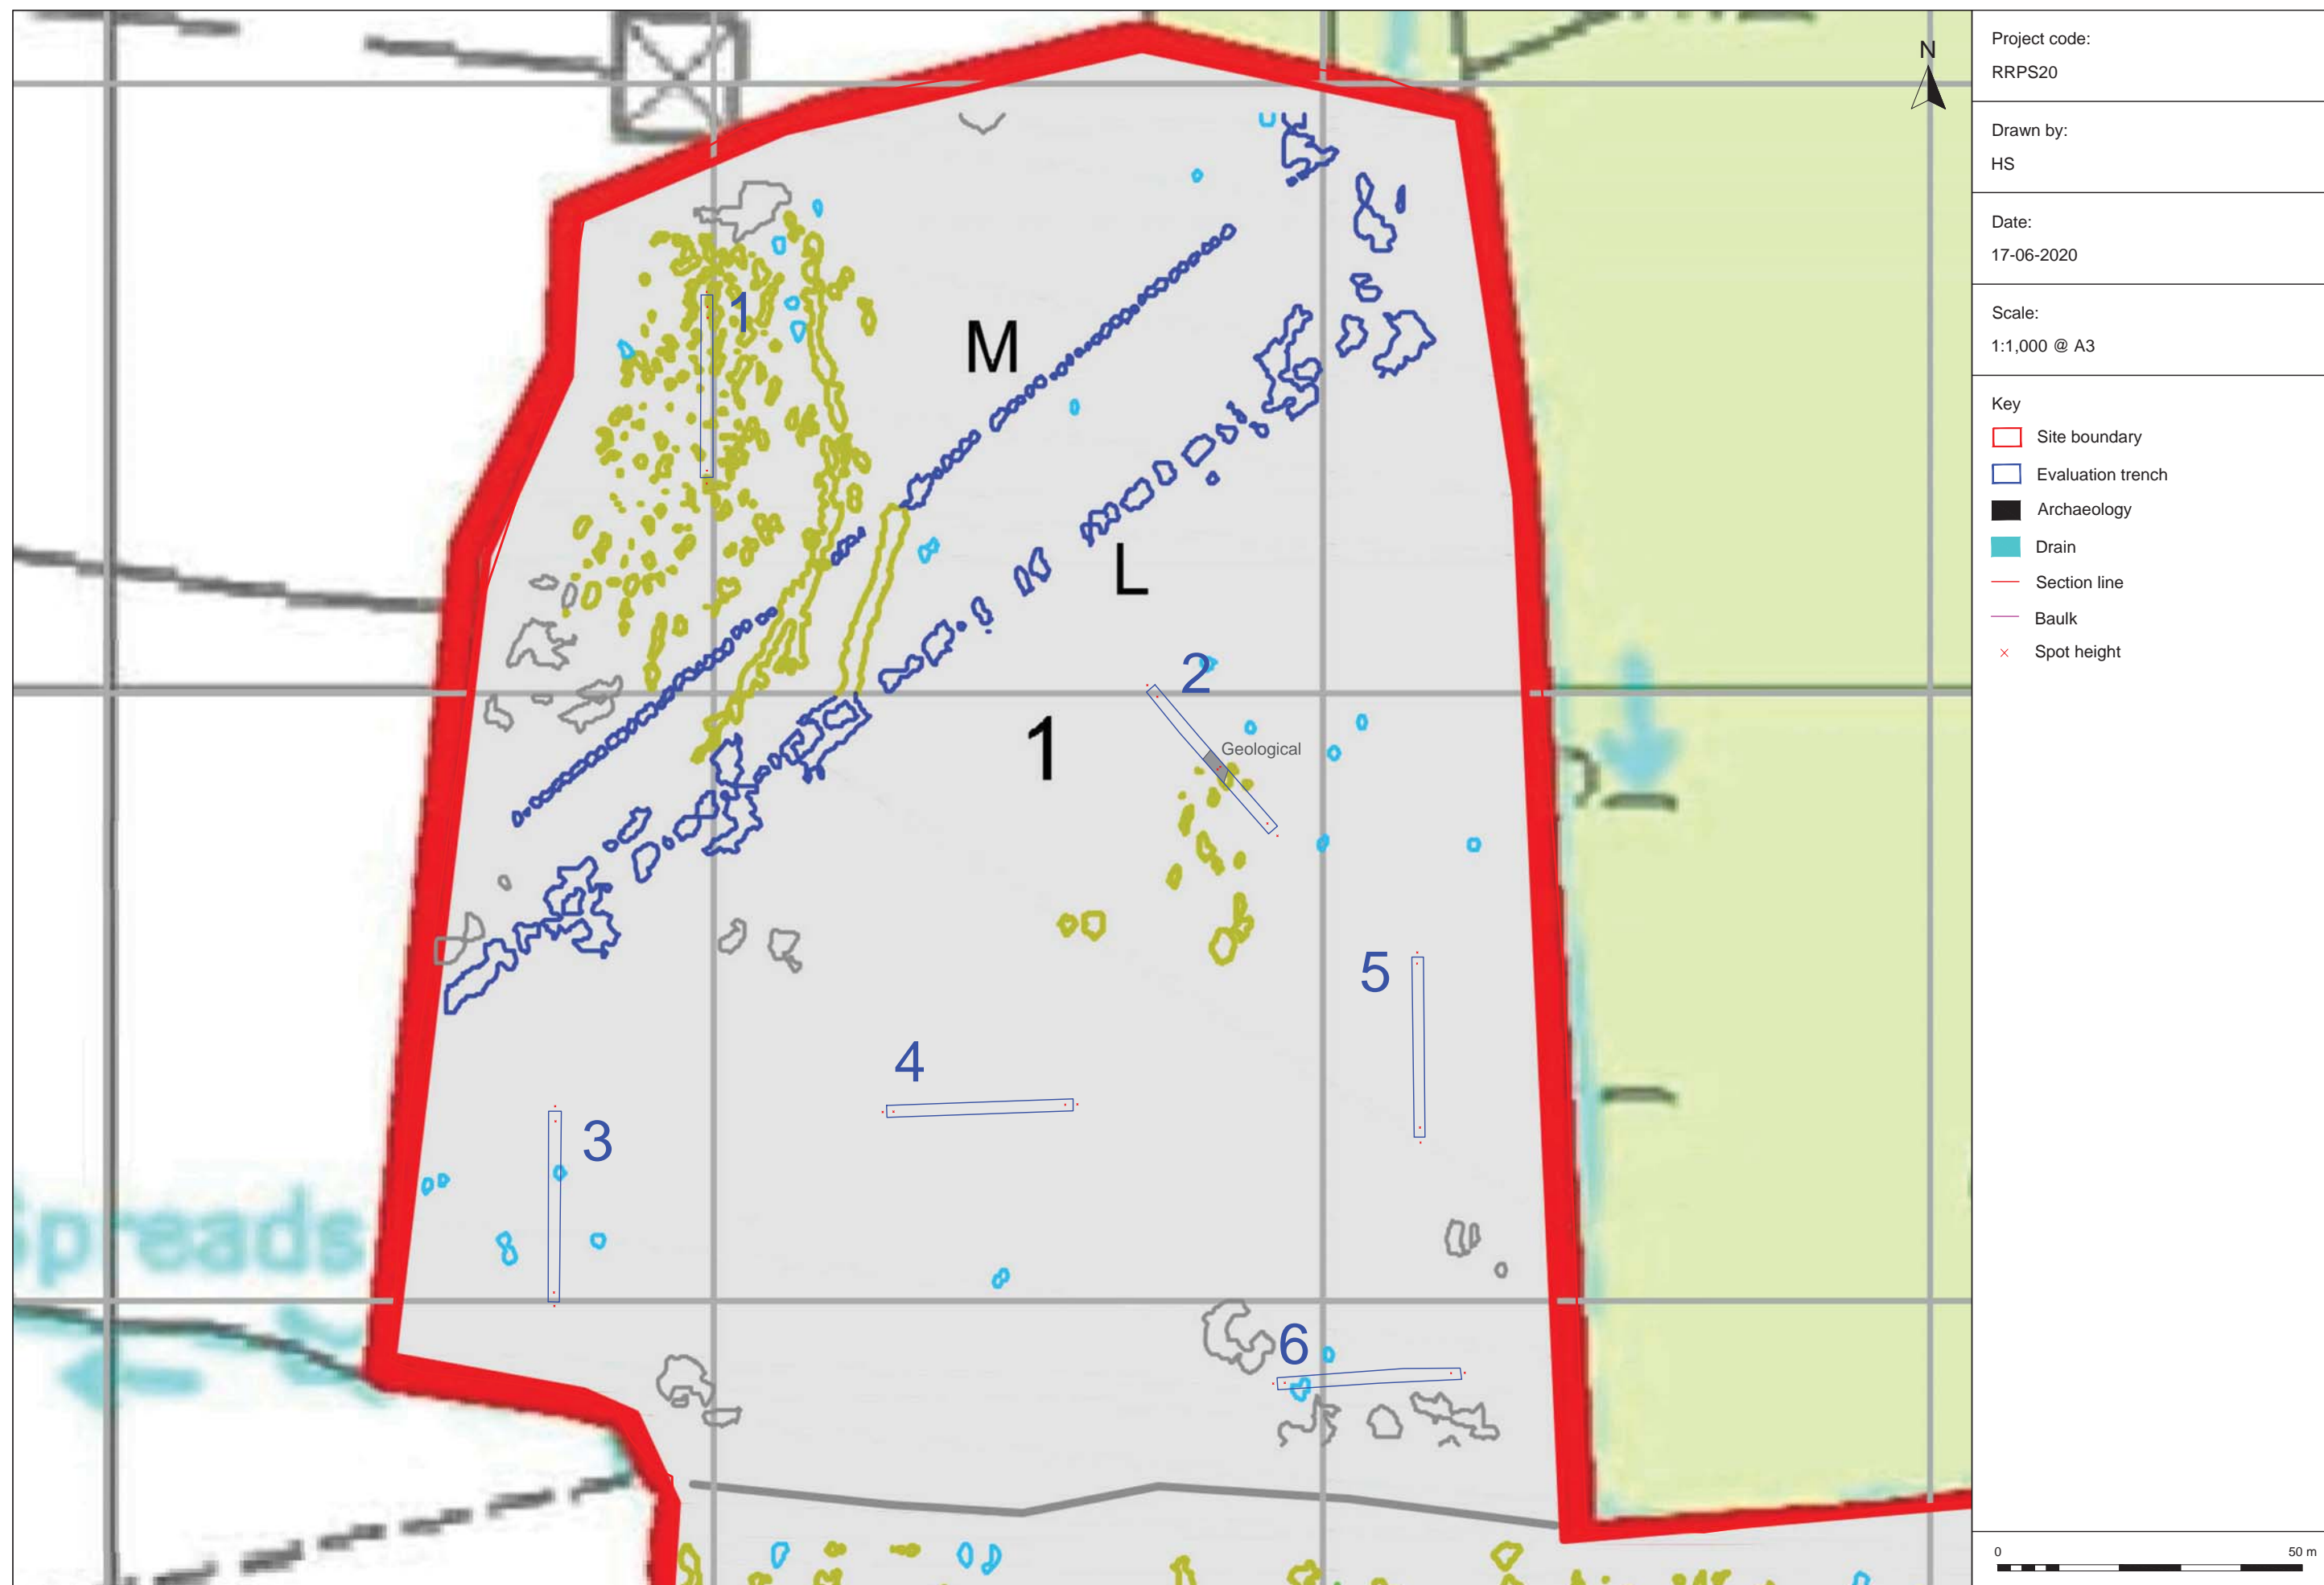 N
1
M
L
2
1
Geological
5
4
3
Spreads
6
Project code:
RRPS20
Drawn by:
HS
Date:
17-06-2020
Scale:
1:1,000 @ A3
Key
Site boundary
Evaluation trench
Archaeology
Drain
Section line
Baulk
Spot height
0 50 m